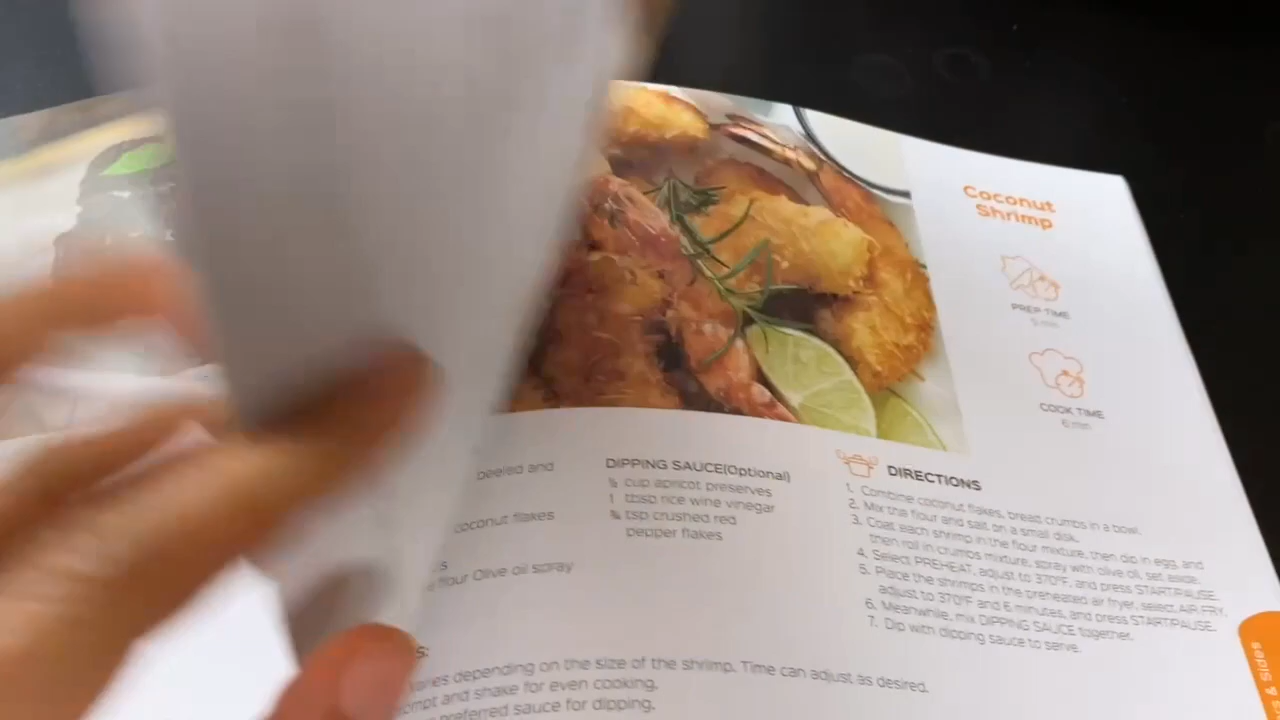 Coconut
Shrimp
PREP TIME
5 min
COOK TIME
6 min
peeled and
coconut flakes
flour Olive oil spray
DIPPING SAUCE(Optional)
½ cup apricot preserves
1 tbsp rice wine vinegar
¼ tsp crushed red
pepper flakes
DIRECTIONS
1. Combine coconut flakes, bread crumbs in a bowl.
2. Mix the flour and salt on a small disk.
3. Coat each shrimp in the flour mixture, then dip in egg, and
then roll in crumbs mixture, spray with olive oil, set aside.
4. Select PREHEAT, adjust to 370°F, and press START/PAUSE.
5. Place the shrimps in the preheated air fryer, select AIR FRY,
adjust to 370°F and 6 minutes, and press START/PAUSE.
6. Meanwhile, mix DIPPING SAUCE together.
7. Dip with dipping sauce to serve.
depending on the size of the shrimp. Time can adjust as desired.
and shake for even cooking.
preferred sauce for dipping.
& Sides